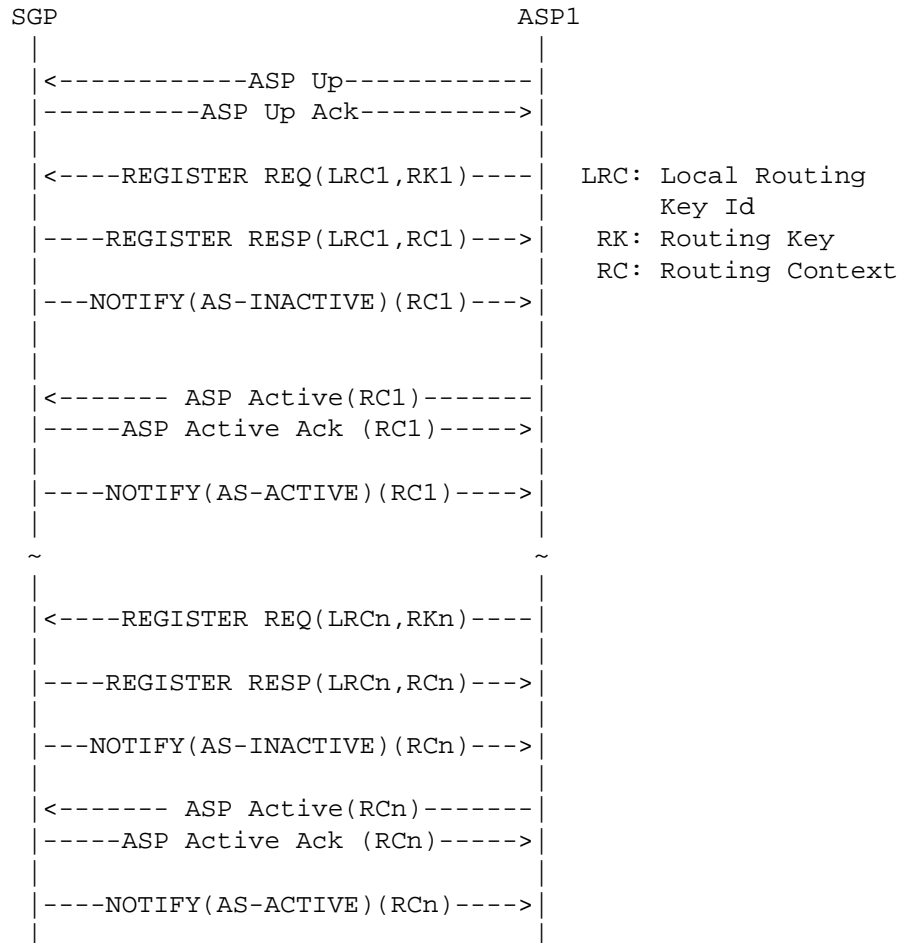 SGP                             ASP1
 |                               |
 |<------------ASP Up------------|
 |----------ASP Up Ack---------->|
 |                               |
 |<----REGISTER REQ(LRC1,RK1)----|  LRC: Local Routing
 |                               |       Key Id
 |----REGISTER RESP(LRC1,RC1)--->|   RK: Routing Key
 |                               |   RC: Routing Context
 |---NOTIFY(AS-INACTIVE)(RC1)--->|
 |                               |
 |                               |
 |<------- ASP Active(RC1)-------|
 |-----ASP Active Ack (RC1)----->|
 |                               |
 |----NOTIFY(AS-ACTIVE)(RC1)---->|
 |                               |
 ~                               ~
 |                               |
 |<----REGISTER REQ(LRCn,RKn)----|
 |                               |
 |----REGISTER RESP(LRCn,RCn)--->|
 |                               |
 |---NOTIFY(AS-INACTIVE)(RCn)--->|
 |                               |
 |<------- ASP Active(RCn)-------|
 |-----ASP Active Ack (RCn)----->|
 |                               |
 |----NOTIFY(AS-ACTIVE)(RCn)---->|
 |                               |